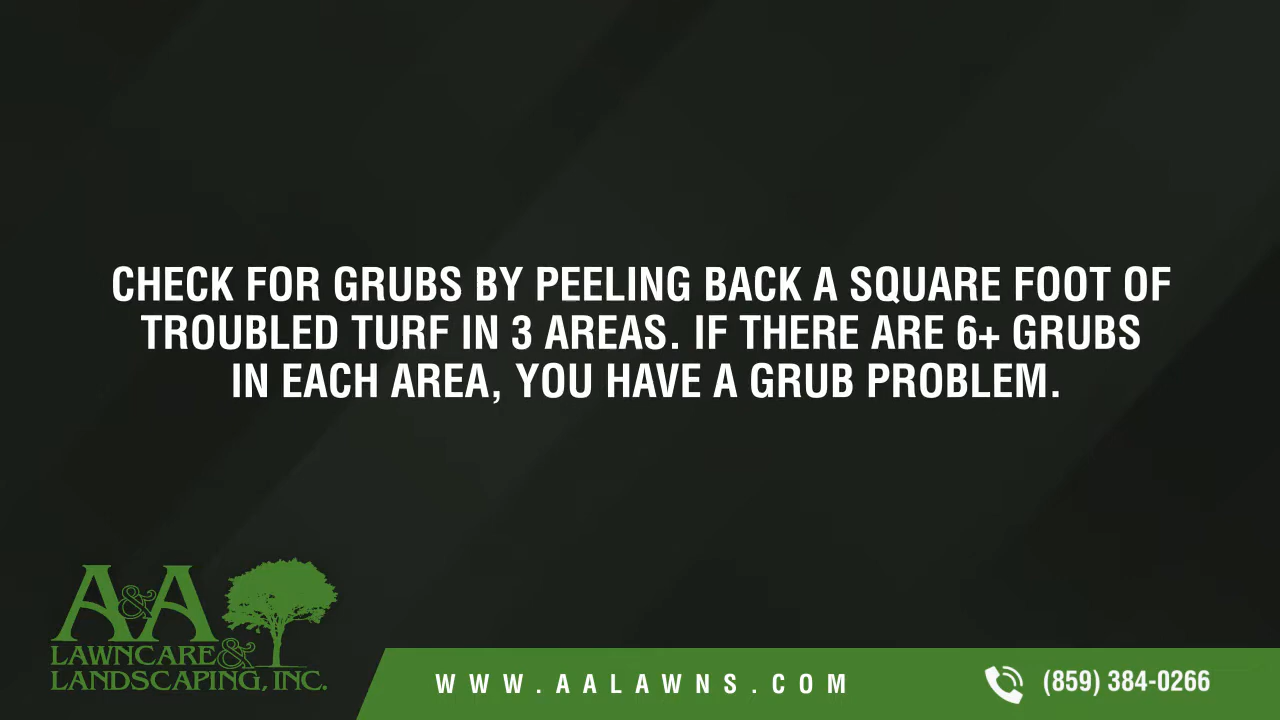 CHECK FOR GRUBS BY PEELING BACK A SQUARE FOOT OF
TROUBLED TURF IN 3 AREAS. IF THERE ARE 6+ GRUBS
IN EACH AREA, YOU HAVE A GRUB PROBLEM.
A&A
LAWNCARE &
LANDSCAPING, INC.
WWW.AALAWNS.COM
(859) 384-0266